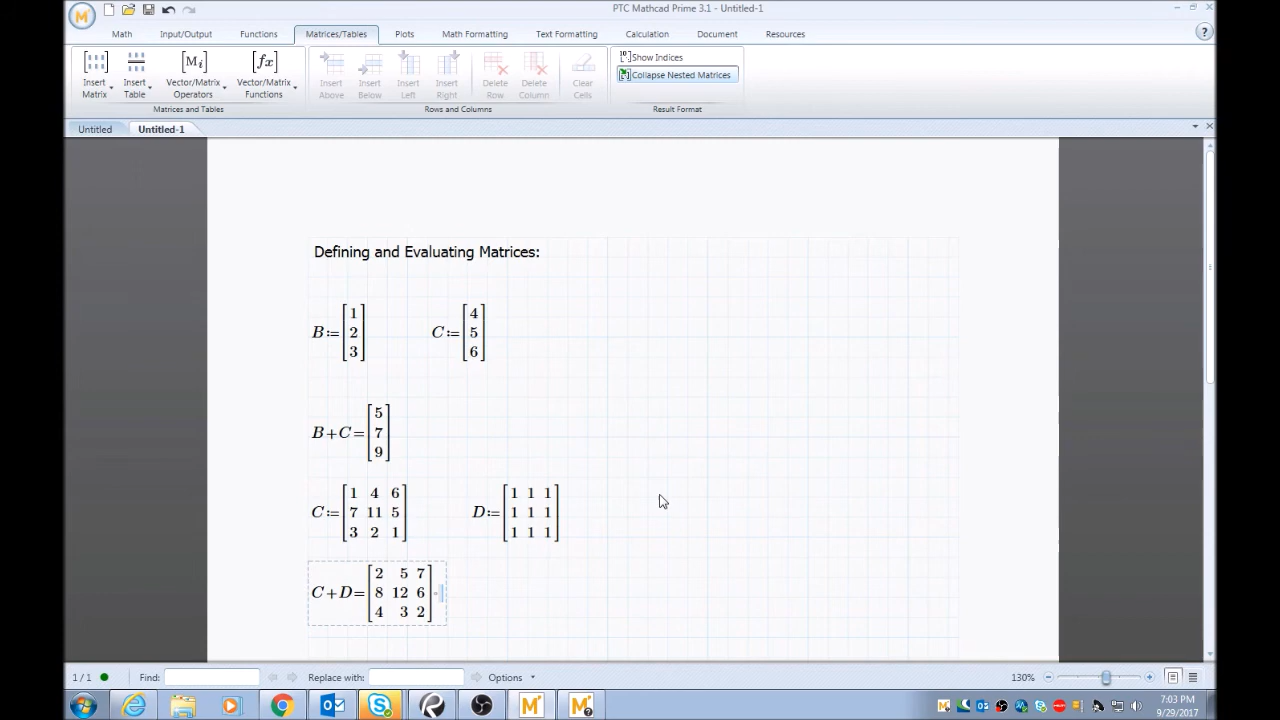 PTC Mathcad Prime 3.1 - Untitled-1
Math Input/Output Functions Matrices/Tables Plots Math Formatting Text Formatting Calculation Document Resources
Insert Matrix
Insert Table
Vector/Matrix Operators
Vector/Matrix Functions
Insert Above
Insert Below
Insert Left
Insert Right
Delete Row
Delete Column
Clear Cells
Show Indices
Collapse Nested Matrices
Matrices and Tables Rows and Columns Result Format
Untitled Untitled-1
Defining and Evaluating Matrices:
B:=[1 2 3] C:=[4 5 6]
B+C=[5 7 9]
C:=[1 4 6
7 11 5
3 2 1]
D:=[1 1 1
1 1 1
1 1 1]
C+D=[2 5 7
8 12 6
4 3 2]
1 / 1 Find: Replace with: Options 130%
7:03 PM
9/29/2017